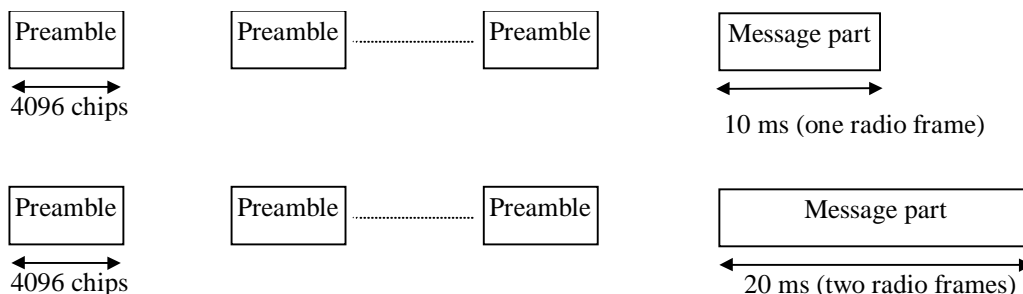 Preamble Preamble Preamble Message part
4096 chips
10 ms (one radio frame)
Preamble Preamble Preamble Message part
4096 chips
20 ms (two radio frames)